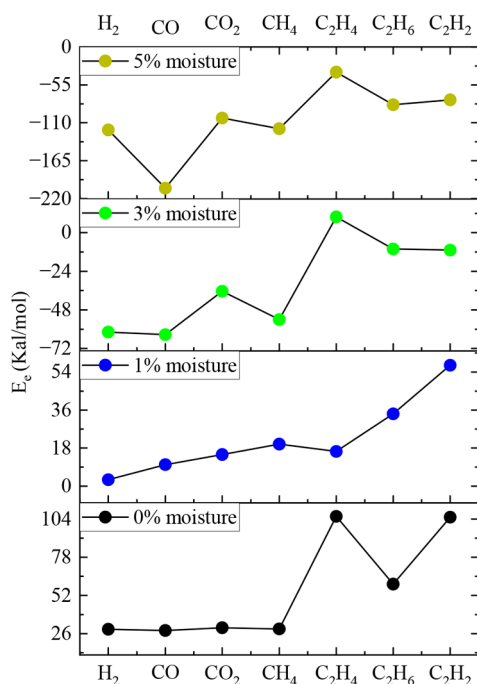 H₂ CO CO₂ CH₄ C₂H₄ C₂H₆ C₂H₂
0
5% moisture
−55
−110
−165
−220
3% moisture
0
−24
−48
−72
1% moisture
54
36
18
0
0% moisture
104
78
52
26
Eₑ (Kal/mol)
H₂ CO CO₂ CH₄ C₂H₄ C₂H₆ C₂H₂